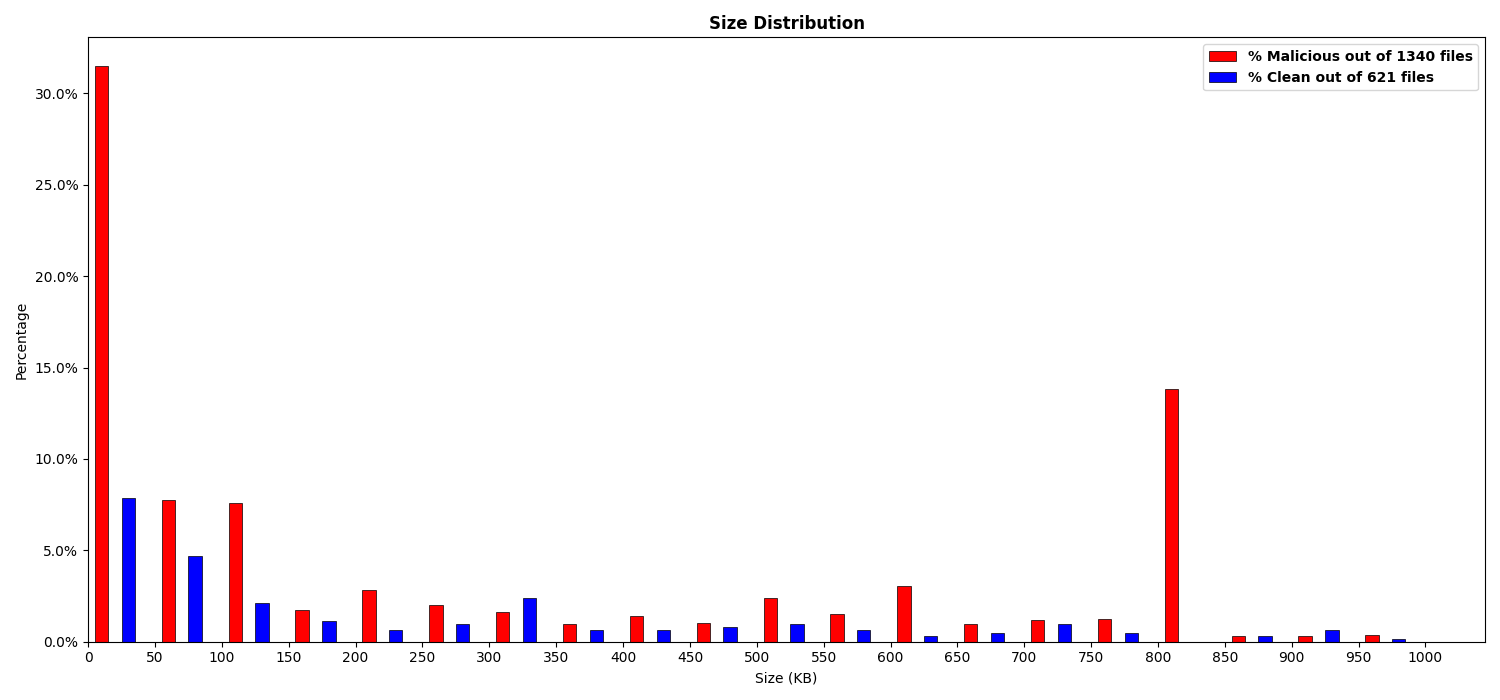 Size Distribution
% Malicious out of 1340 files
% Clean out of 621 files
30.0%
25.0%
20.0%
15.0%
10.0%
5.0%
0.0%
Percentage
0 50 100 150 200 250 300 350 400 450 500 550 600 650 700 750 800 850 900 950 1000
Size (KB)